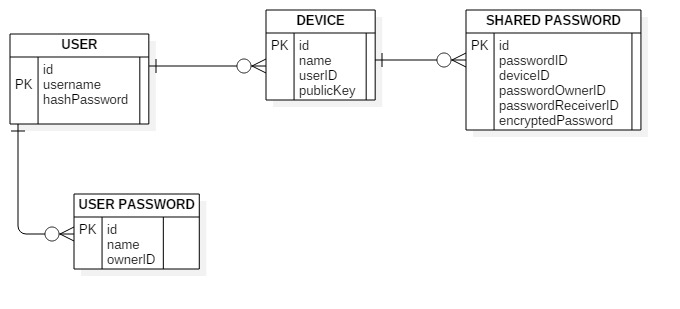 USER
id
PK
username
hashPassword
DEVICE
PK id
name
userID
publicKey
SHARED PASSWORD
PK id
passwordID
deviceID
passwordOwnerID
passwordReceiverID
encryptedPassword
USER PASSWORD
PK id
name
ownerID